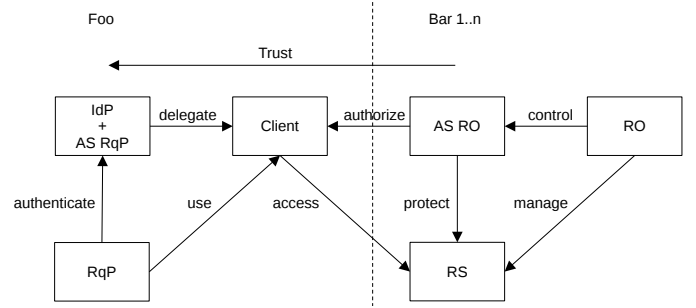 Foo
Bar 1..n
Trust
IdP
+
AS RqP
delegate
Client
authorize
AS RO
control
RO
authenticate
use
access
protect
manage
RqP
RS